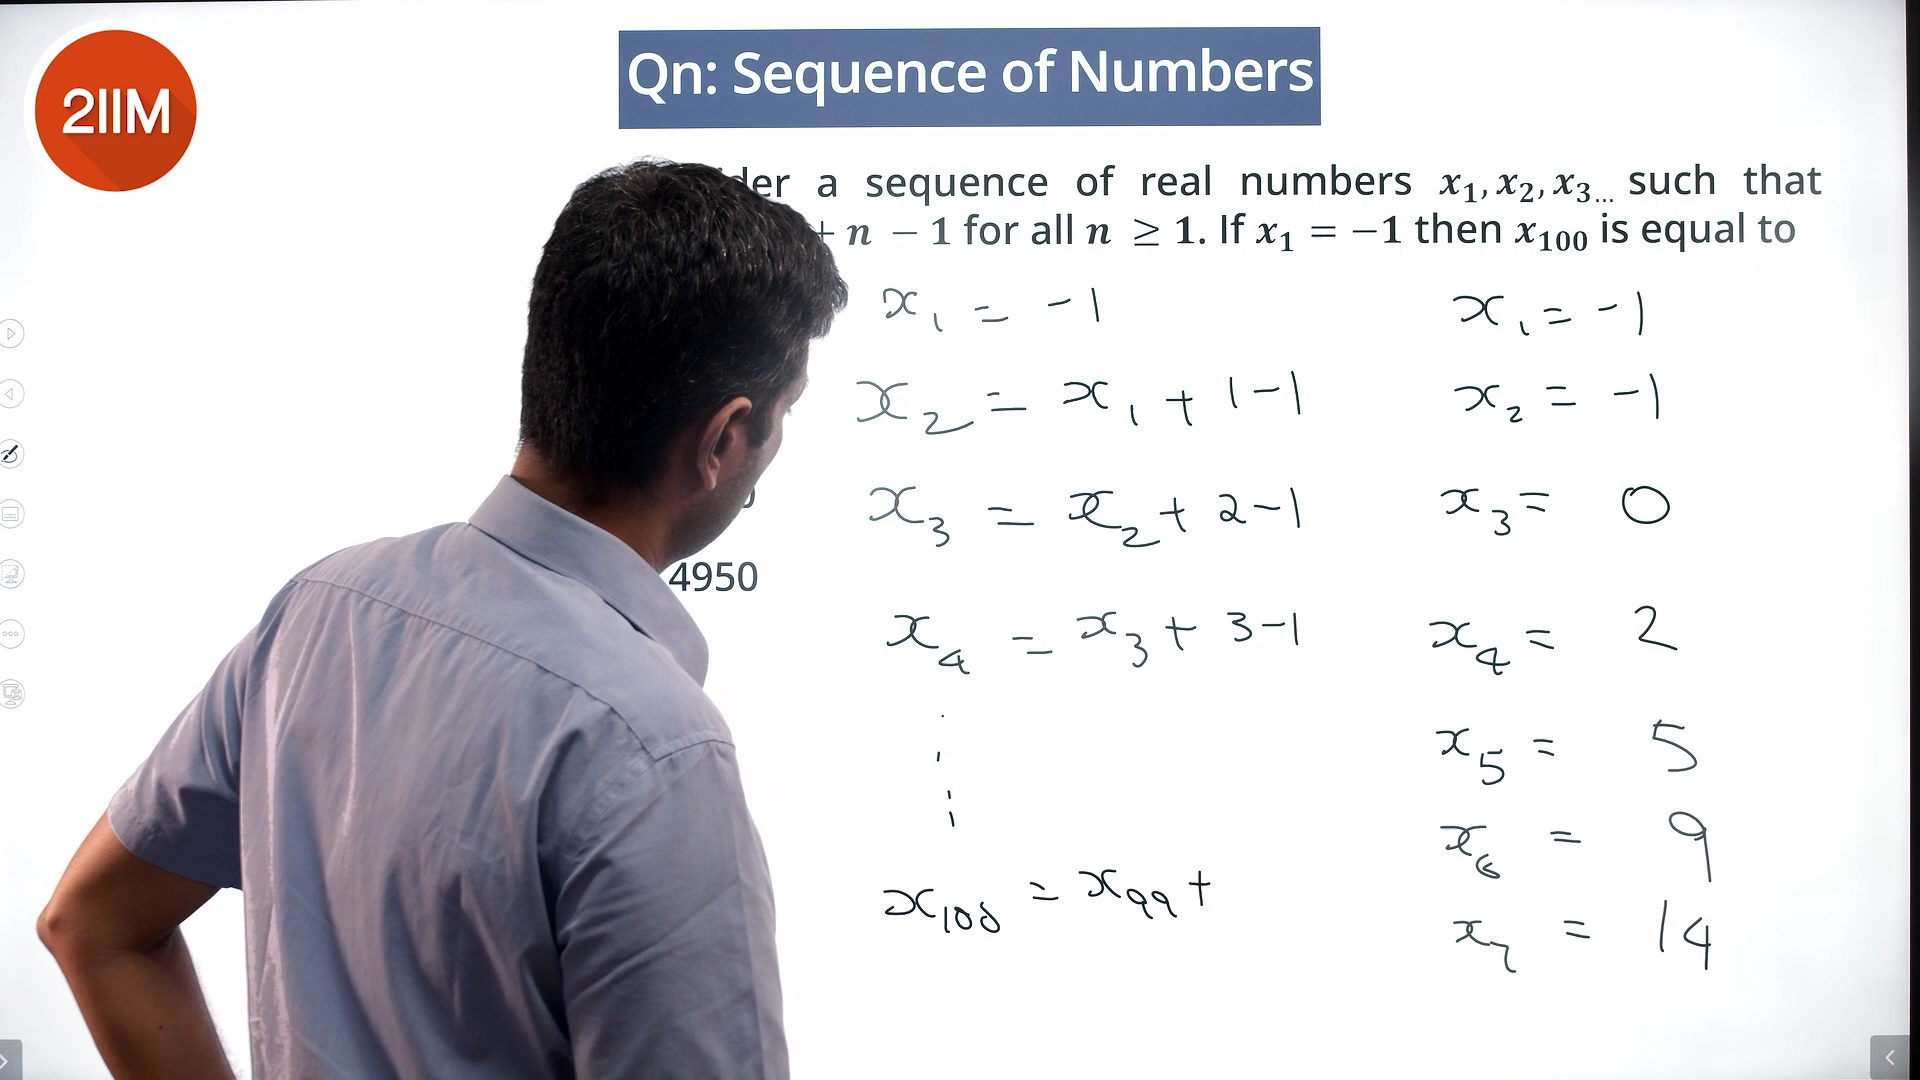 2IIM
Qn: Sequence of Numbers
der a sequence of real numbers x₁, x₂, x₃... such that
+ n − 1 for all n ≥ 1. If x₁ = −1 then x₁₀₀ is equal to
x₁ = -1
x₁ = -1
x₂ = x₁ + 1-1
x₂ = -1
x₃ = x₂ + 2-1
x₃ = 0
4950
x₄ = x₃ + 3-1
x₄ = 2
x₅ = 5
x₆ = 9
x₁₀₀ = x₉₉ +
x₇ = 14